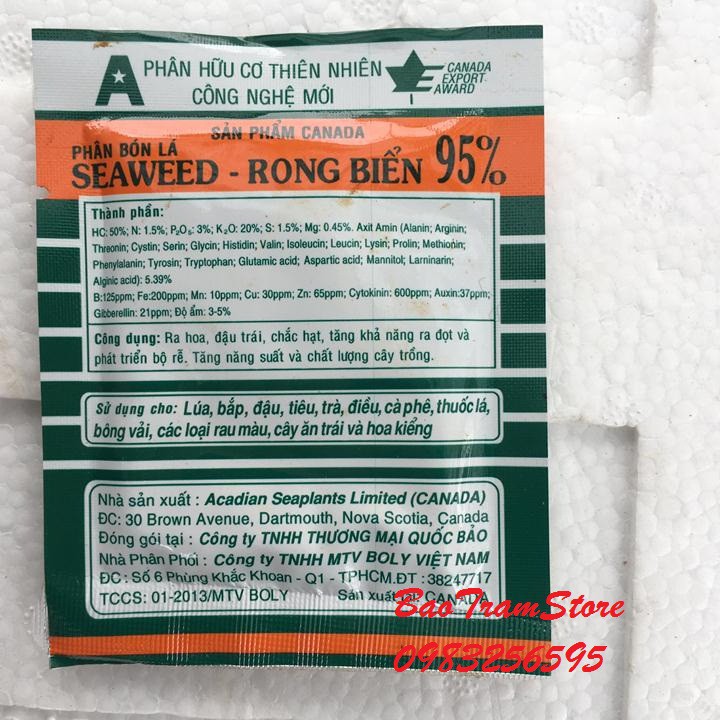 A
PHÂN HỮU CƠ THIÊN NHIÊN
CÔNG NGHỆ MỚI
CANADA
EXPORT
AWARD
SẢN PHẨM CANADA
PHÂN BÓN LÁ
SEAWEED - RONG BIỂN 95%
Thành phần:
HC: 50%; N: 1.5%; P₂O₅: 3%; K₂O: 20%; S: 1.5%; Mg: 0.45%. Axit Amin (Alanin; Arginin;
Threonin; Cystin; Serin; Glycin; Histidin; Valin; Isoleucin; Leucin; Lysin; Prolin; Methionin;
Phenylalanin; Tyrosin; Tryptophan; Glutamic acid; Aspartic acid; Mannitol; Larninarin;
Alginic acid): 5.39%
B:125ppm; Fe:200ppm; Mn: 10ppm; Cu: 30ppm; Zn: 65ppm; Cytokinin: 600ppm; Auxin:37ppm;
Gibberellin: 21ppm; Độ ẩm: 3-5%
Công dụng: Ra hoa, đậu trái, chắc hạt, tăng khả năng ra đọt và
phát triển bộ rễ. Tăng năng suất và chất lượng cây trồng.
Sử dụng cho: Lúa, bắp, đậu, tiêu, trà, điều, cà phê, thuốc lá,
bông vải, các loại rau màu, cây ăn trái và hoa kiểng
Nhà sản xuất : Acadian Seaplants Limited (CANADA)
ĐC: 30 Brown Avenue, Dartmouth, Nova Scotia, Canada
Đóng gói tại : Công ty TNHH THƯƠNG MẠI QUỐC BẢO
Nhà Phân Phối : Công ty TNHH MTV BOLY VIỆT NAM
ĐC : Số 6 Phùng Khắc Khoan - Q1 - TPHCM.ĐT : 38247717
TCCS: 01-2013/MTV BOLY Sản xuất tại CANADA
BaoTramStore
0983256595